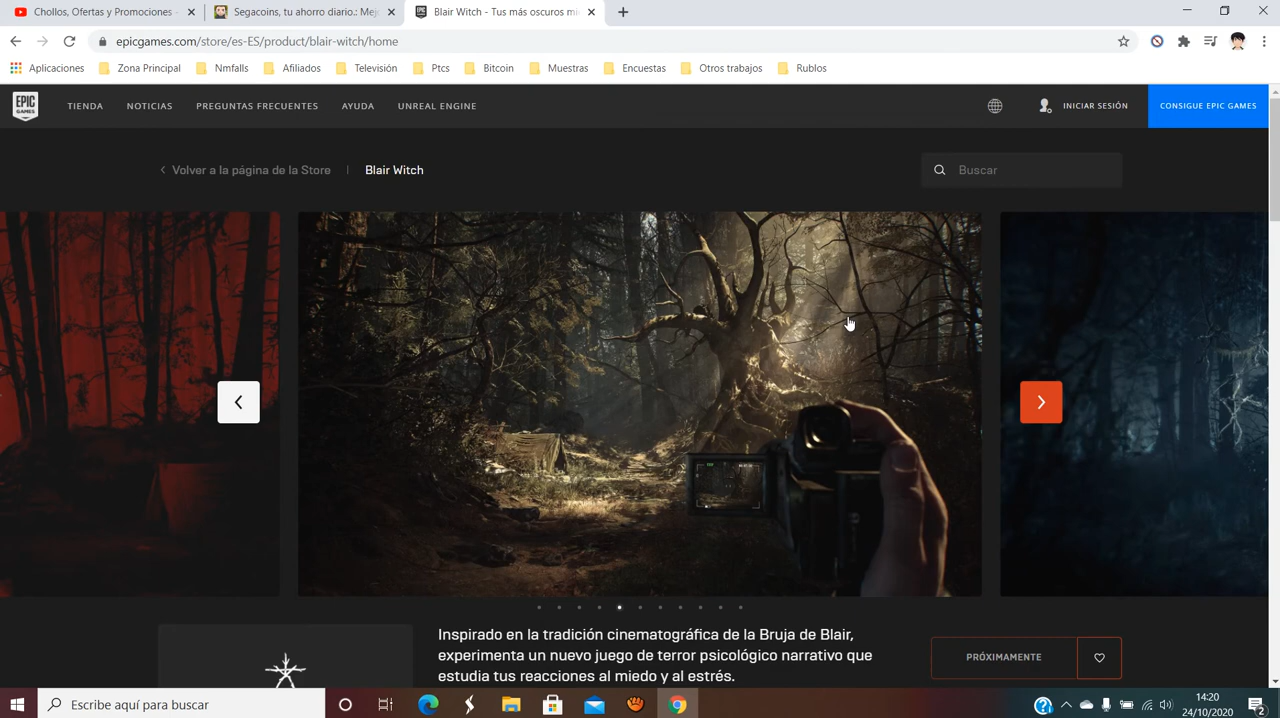 Chollos, Ofertas y Promociones -
Segacoins, tu ahorro diario.: Mej
Blair Witch - Tus más oscuros mi
epicgames.com/store/es-ES/product/blair-witch/home
Aplicaciones
Zona Principal
Nmfalls
Afiliados
Televisión
Ptcs
Bitcoin
Muestras
Encuestas
Otros trabajos
Rublos
EPIC GAMES
TIENDA
NOTICIAS
PREGUNTAS FRECUENTES
AYUDA
UNREAL ENGINE
INICIAR SESIÓN
CONSIGUE EPIC GAMES
Volver a la página de la Store
Blair Witch
Buscar
Inspirado en la tradición cinematográfica de la Bruja de Blair,
experimenta un nuevo juego de terror psicológico narrativo que
estudia tus reacciones al miedo y al estrés.
PRÓXIMAMENTE
Escribe aquí para buscar
14:20
24/10/2020
2